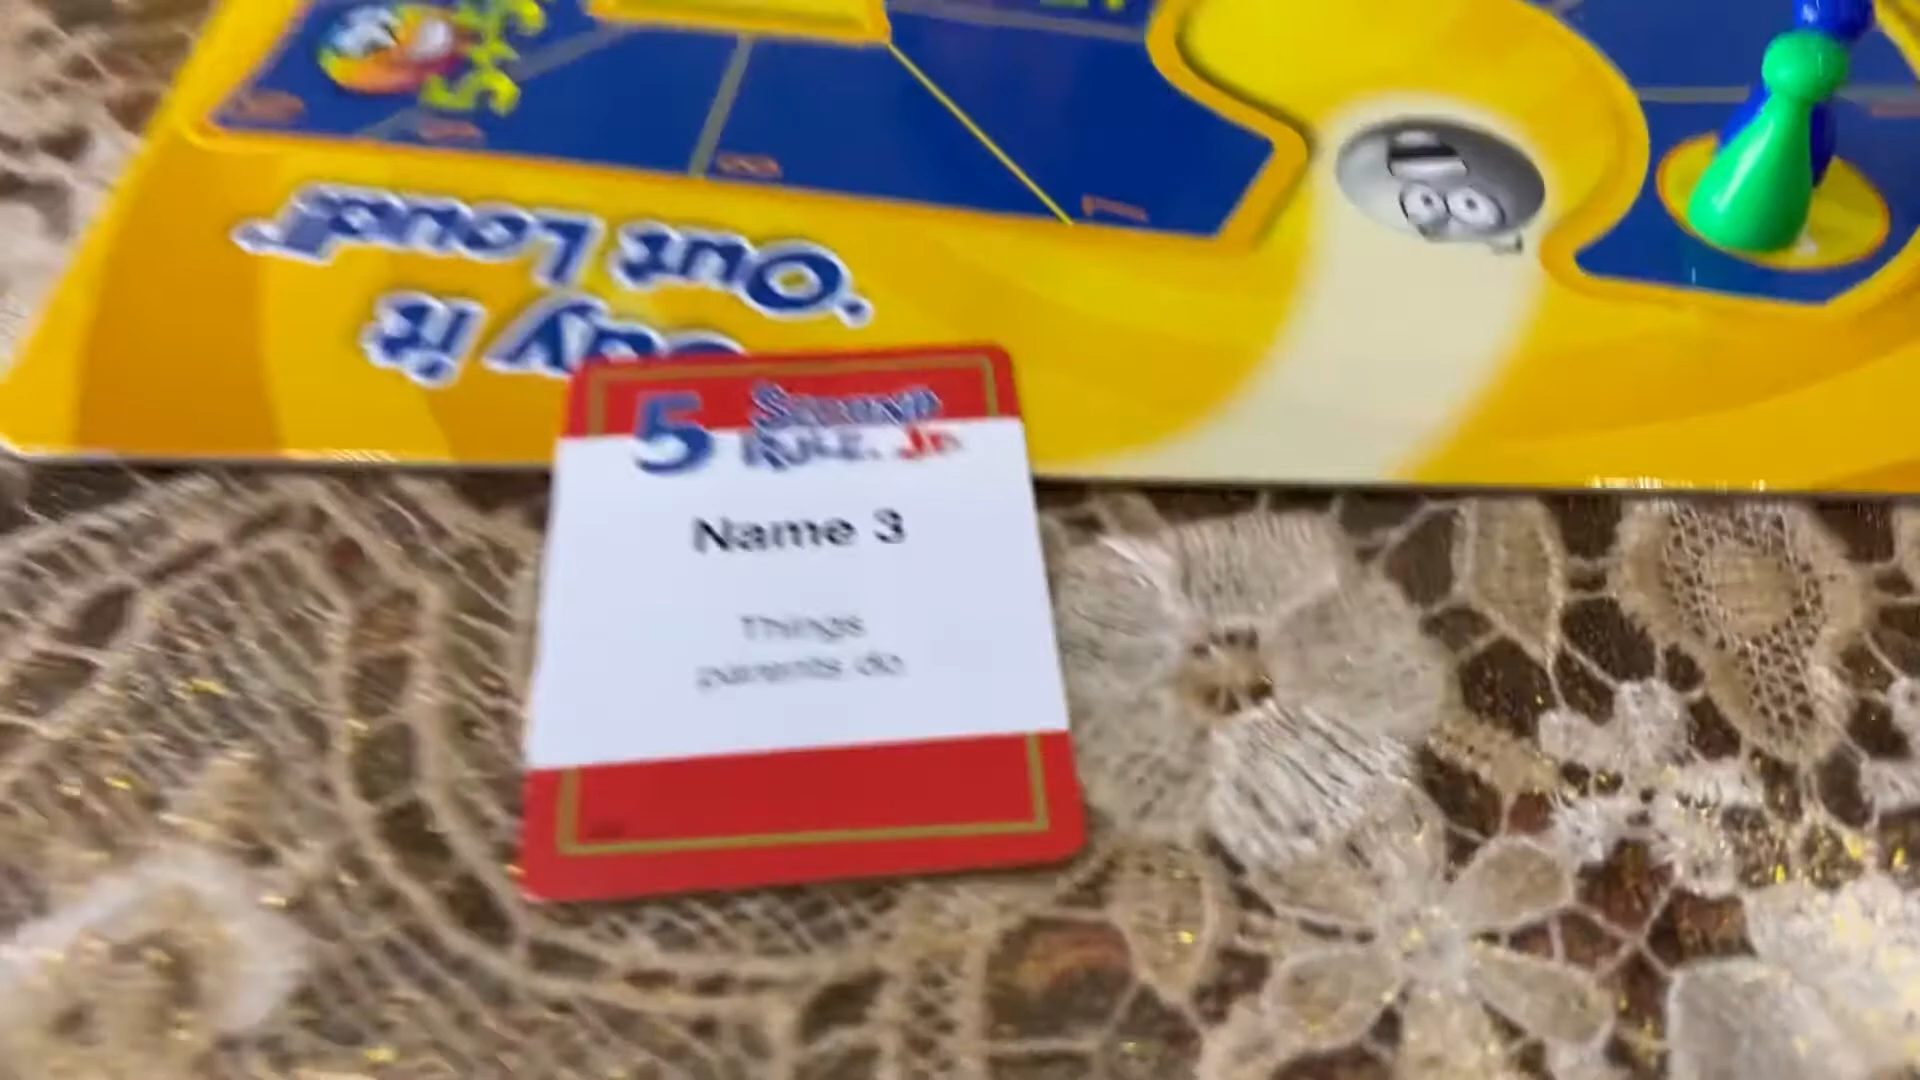 Say it
Out Loud!
5 Second
Rule. Jr.
Name 3
Things
parents do